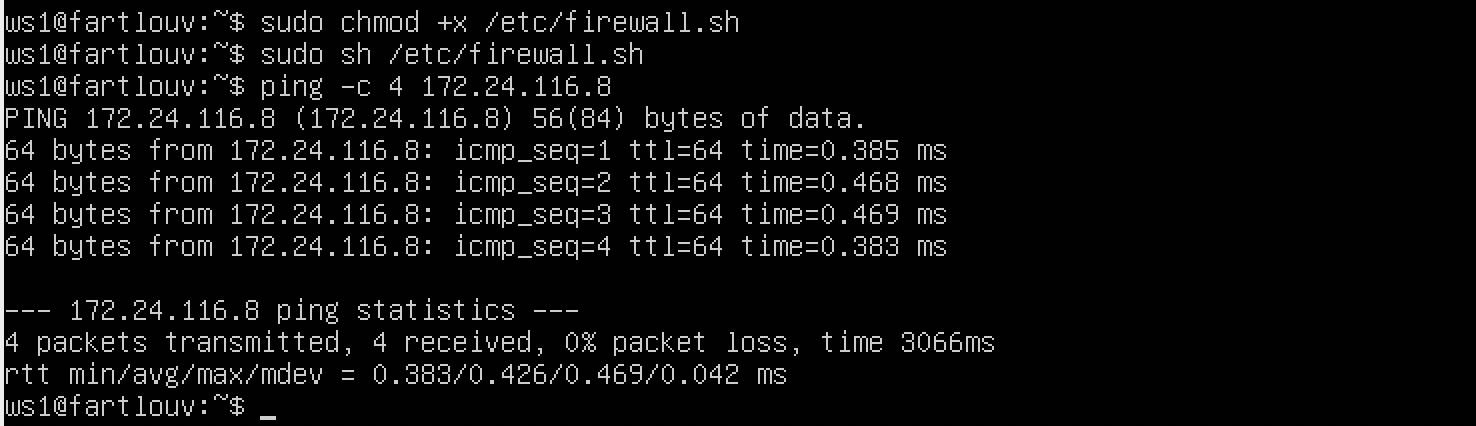 ws1@fartlouv:~$ sudo chmod +x /etc/firewall.sh
ws1@fartlouv:~$ sudo sh /etc/firewall.sh
ws1@fartlouv:~$ ping -c 4 172.24.116.8
PING 172.24.116.8 (172.24.116.8) 56(84) bytes of data.
64 bytes from 172.24.116.8: icmp_seq=1 ttl=64 time=0.385 ms
64 bytes from 172.24.116.8: icmp_seq=2 ttl=64 time=0.468 ms
64 bytes from 172.24.116.8: icmp_seq=3 ttl=64 time=0.469 ms
64 bytes from 172.24.116.8: icmp_seq=4 ttl=64 time=0.383 ms
--- 172.24.116.8 ping statistics ---
4 packets transmitted, 4 received, 0% packet loss, time 3066ms
rtt min/avg/max/mdev = 0.383/0.426/0.469/0.042 ms
ws1@fartlouv:~$ _